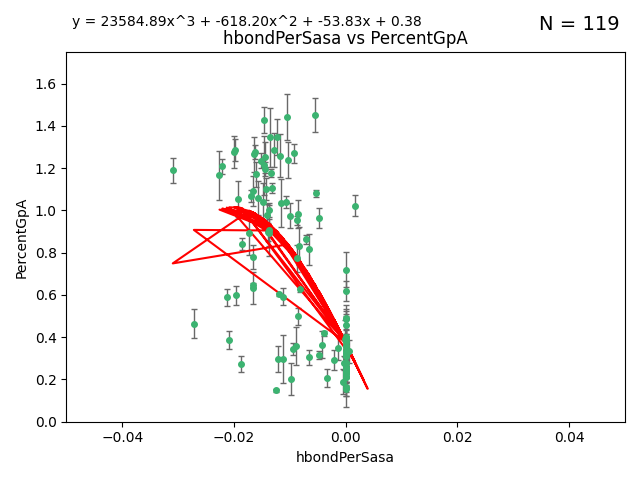 y = 23584.89x^3 + -618.20x^2 + -53.83x + 0.38
N = 119
hbondPerSasa vs PercentGpA
1.6
1.4
1.2
1.0
0.8
0.6
0.4
0.2
0.0
PercentGpA
−0.04 −0.02 0.00 0.02 0.04
hbondPerSasa